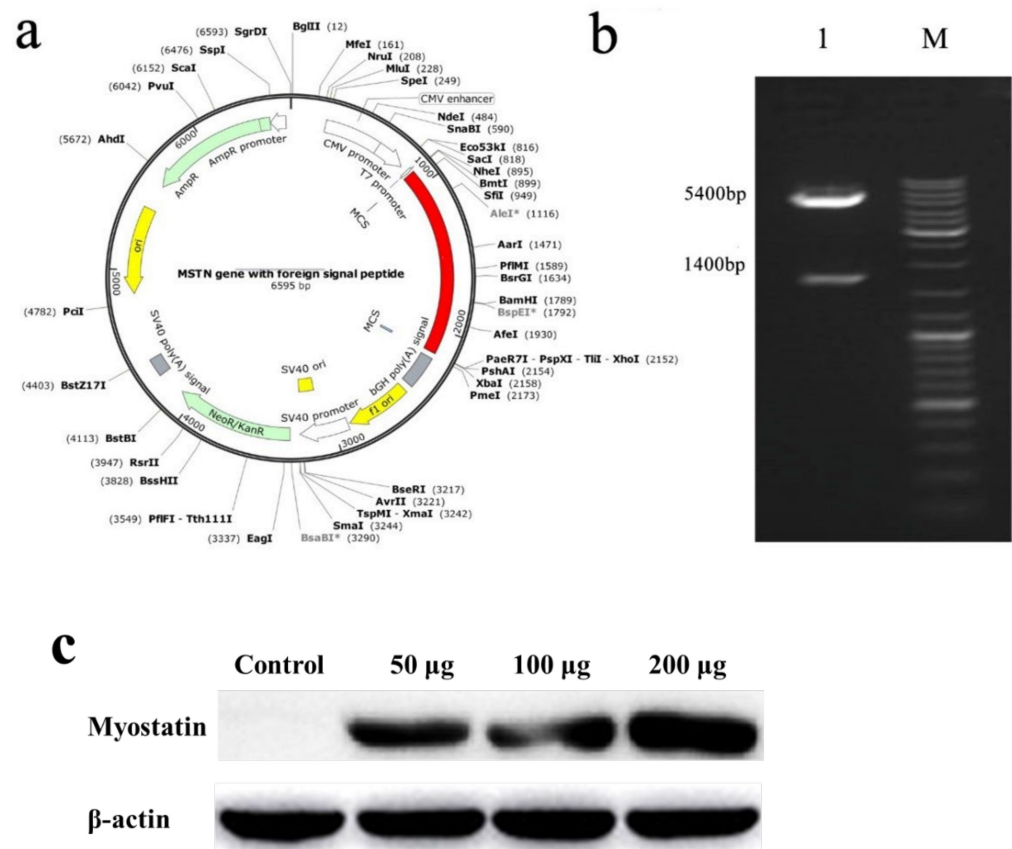 a
(6593) SgrDI
BglII (12)
(6476) SspI
(6152) ScaI
(6042) PvuI
(5672) AhdI
MfeI (161)
NruI (208)
MluI (228)
SpeI (249)
CMV enhancer
NdeI (484)
SnaBI (590)
Eco53kI (816)
SacI (818)
NheI (895)
BmtI (899)
SfiI (949)
AleI* (1116)
AarI (1471)
PflMI (1589)
BsrGI (1634)
BamHI (1789)
BspEI* (1792)
AfeI (1930)
PaeR7I - PspXI - TliI - XhoI (2152)
PshAI (2154)
XbaI (2158)
PmeI (2173)
BseRI (3217)
AvrII (3221)
TspMI - XmaI (3242)
SmaI (3244)
BsaBI* (3290)
(3337) EagI
(3549) PflFI - Tth111I
(3828) BssHII
(3947) RsrII
(4113) BstBI
(4403) BstZ17I
(4782) PciI
6000
1000
2000
3000
4000
5000
AmpR promoter
AmpR
ori
CMV promoter
T7 promoter
MCS
MSTN gene with foreign signal peptide
6595 bp
MCS
bGH poly(A) signal
f1 ori
SV40 ori
SV40 promoter
NeoR/KanR
SV40 poly(A) signal
b
1 M
5400bp
1400bp
c
Control 50 μg 100 μg 200 μg
Myostatin
β-actin